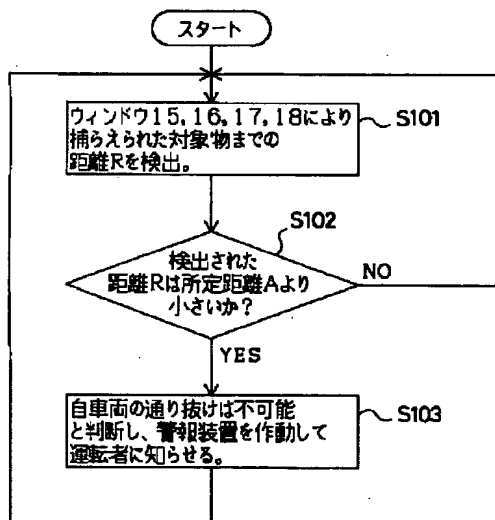 スタート
ウィンドウ15,16,17,18により
捕らえられた対象物までの
距離Rを検出。
S101
S102
検出された
距離Rは所定距離Aより
小さいか？
NO
YES
自車両の通り抜けは不可能
と判断し、警報装置を作動して
運転者に知らせる。
S103